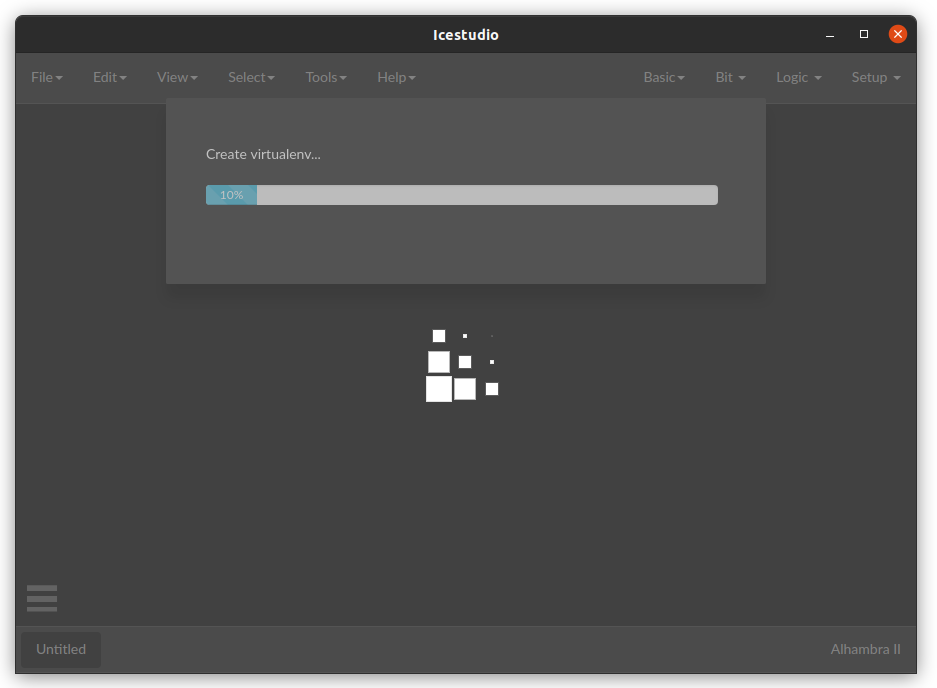 Icestudio
File Edit View Select Tools Help Basic Bit Logic Setup
Create virtualenv...
10%
Untitled Alhambra II